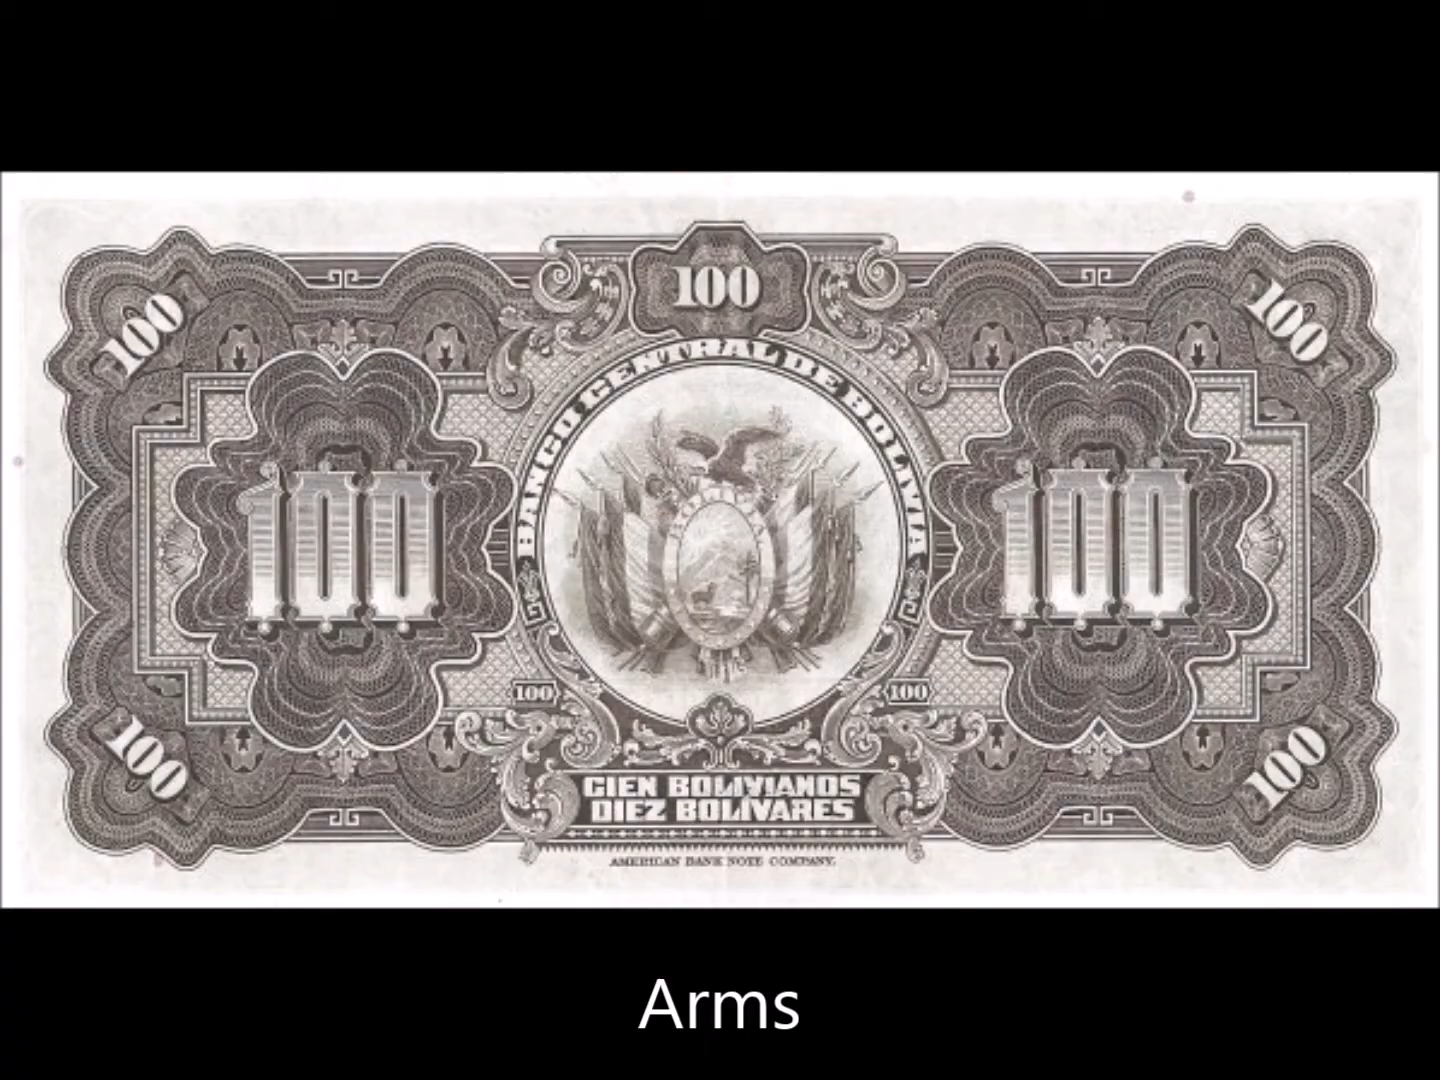 100
100
100
BANCO CENTRAL DE BOLIVIA
100
100
100
100
100
100
CIEN BOLIVIANOS
DIEZ BOLIVARES
AMERICAN BANK NOTE COMPANY.
Arms